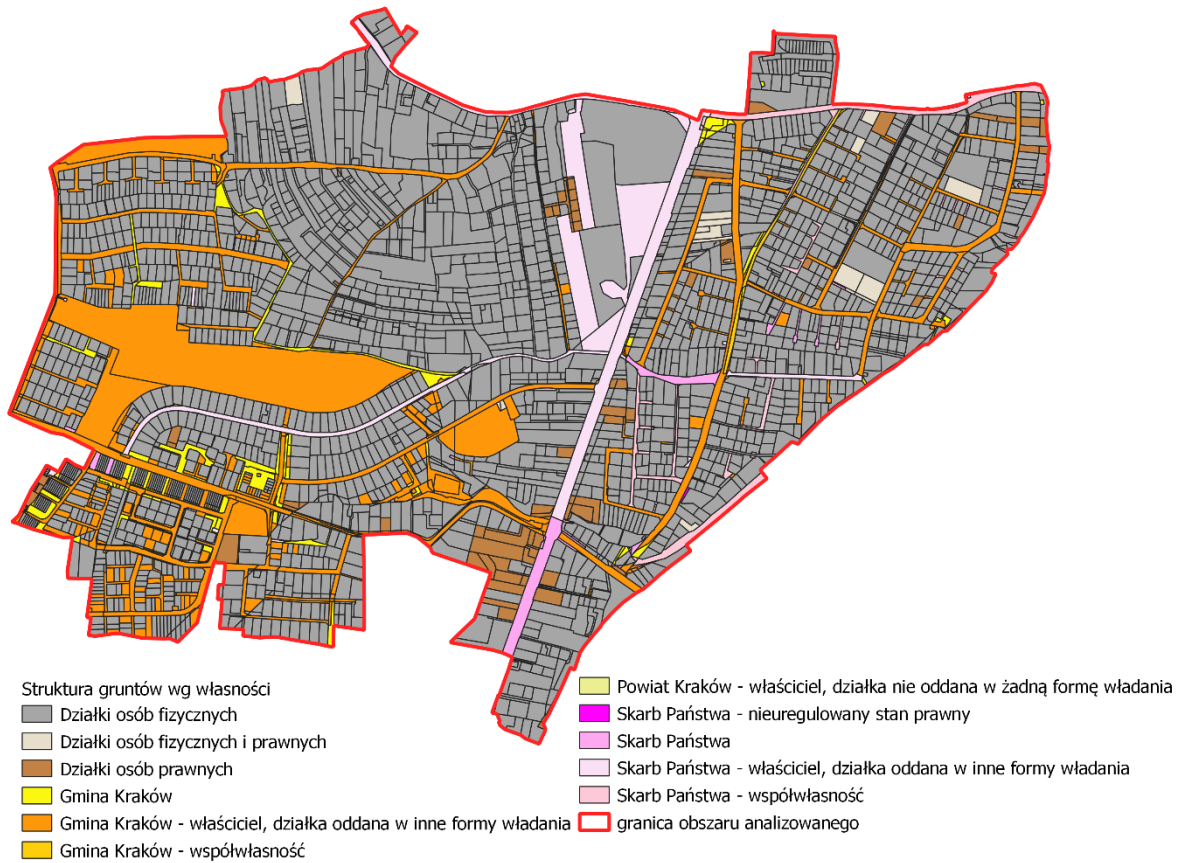 Struktura gruntów wg własności
Działki osób fizycznych
Działki osób fizycznych i prawnych
Działki osób prawnych
Gmina Kraków
Gmina Kraków - właściciel, działka oddana w inne formy władania
Gmina Kraków - współwłasność
Powiat Kraków - właściciel, działka nie oddana w żadną formę władania
Skarb Państwa - nieuregulowany stan prawny
Skarb Państwa
Skarb Państwa - właściciel, działka oddana w inne formy władania
Skarb Państwa - współwłasność
granica obszaru analizowanego